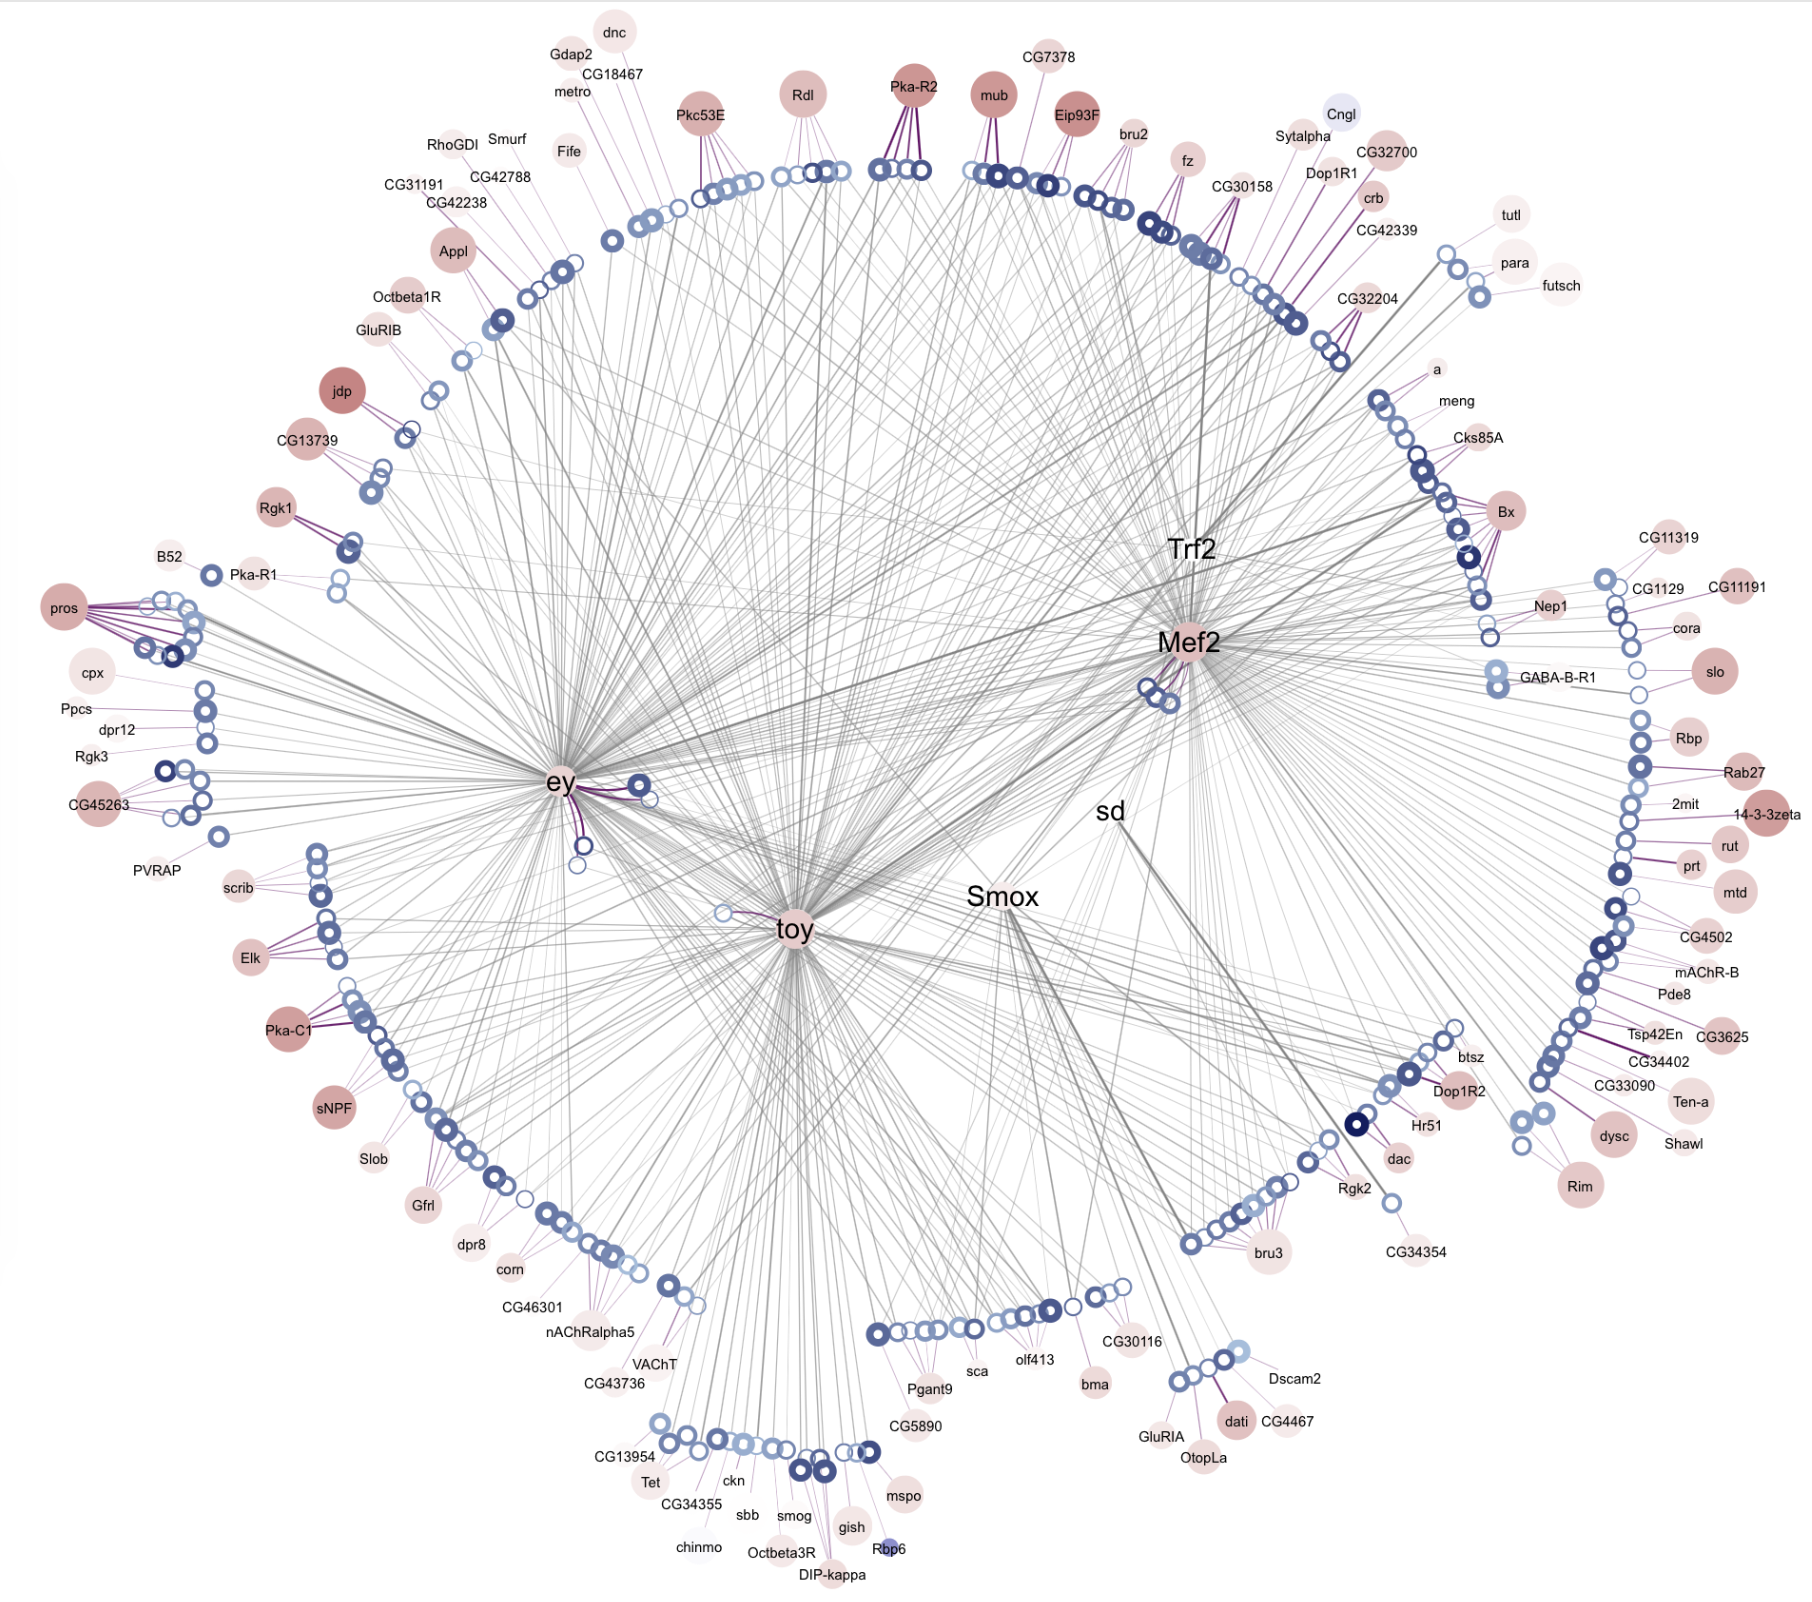 dnc
Gdap2
CG18467
metro
CG7378
Rdl
Pka-R2
mub
Pkc53E
Eip93F
Cngl
bru2
Sytalpha
RhoGDI
Smurf
Fife
fz
CG32700
Dop1R1
CG31191
CG42788
CG30158
crb
CG42238
tutl
CG42339
Appl
para
futsch
Octbeta1R
CG32204
GluRIB
a
jdp
meng
CG13739
Cks85A
Rgk1
Bx
CG11319
Trf2
B52
Pka-R1
CG1129
CG11191
pros
Nep1
cora
Mef2
cpx
GABA-B-R1
slo
Ppcs
dpr12
Rbp
Rgk3
Rab27
ey
CG45263
2mit
14-3-3zeta
sd
rut
PVRAP
prt
scrib
mtd
Smox
toy
CG4502
Elk
mAChR-B
Pde8
Pka-C1
Tsp42En
CG3625
btsz
CG34402
CG33090
Dop1R2
Ten-a
sNPF
Hr51
dysc
Shawl
Slob
dac
Rgk2
Rim
Gfrl
dpr8
bru3
CG34354
corn
CG46301
nAChRalpha5
CG30116
VAChT
olf413
sca
CG43736
Pgant9
bma
Dscam2
CG5890
dati
CG4467
GluRIA
CG13954
OtopLa
Tet
ckn
mspo
CG34355
sbb
smog
gish
chinmo
Octbeta3R
Rbp6
DIP-kappa